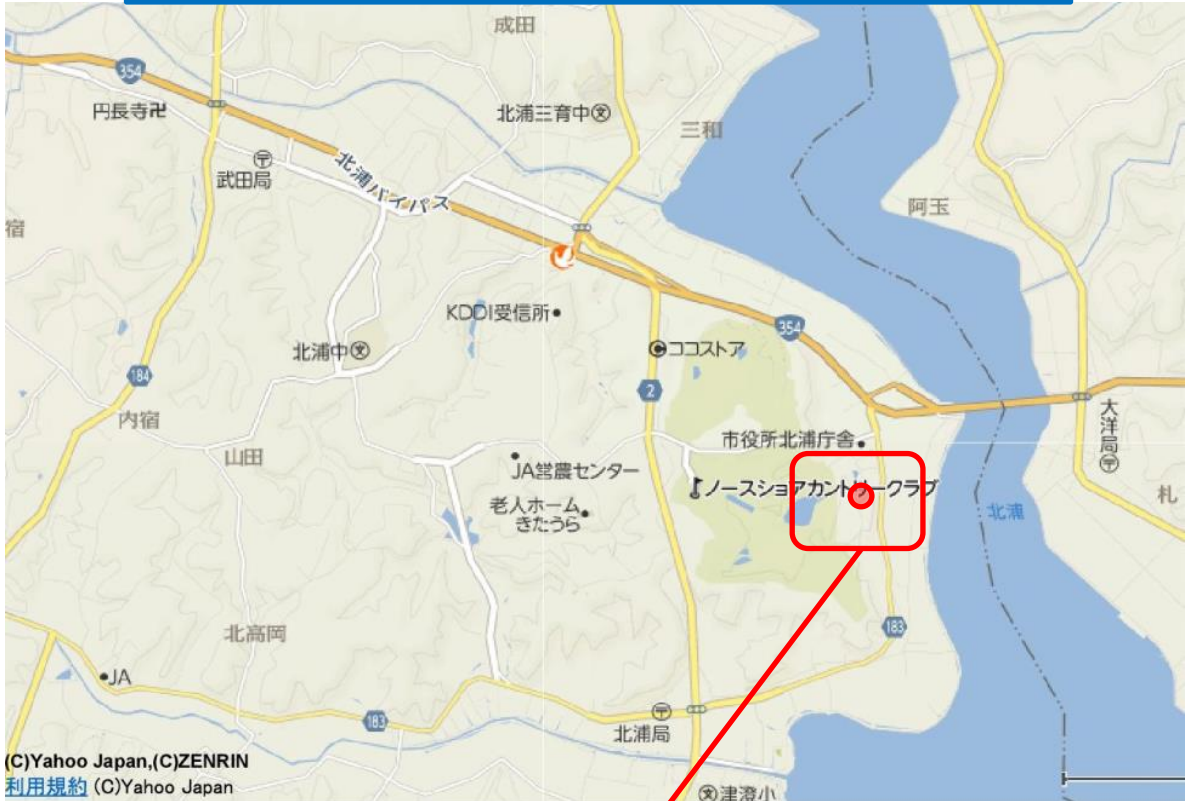 成田
354
円長寺卍
北浦三育中文
三和
〒
武田局
北浦バイパス
宿
阿玉
KDDI受信所
354
北浦中文
ココストア
184
2
内宿
大洋局〒
市役所北浦庁舎
山田
JA営農センター
ノースショアカントリークラブ
札
老人ホーム
きたうら
北浦
北高岡
183
JA
183
〒
北浦局
(C)Yahoo Japan,(C)ZENRIN
利用規約 (C)Yahoo Japan
文津澄小